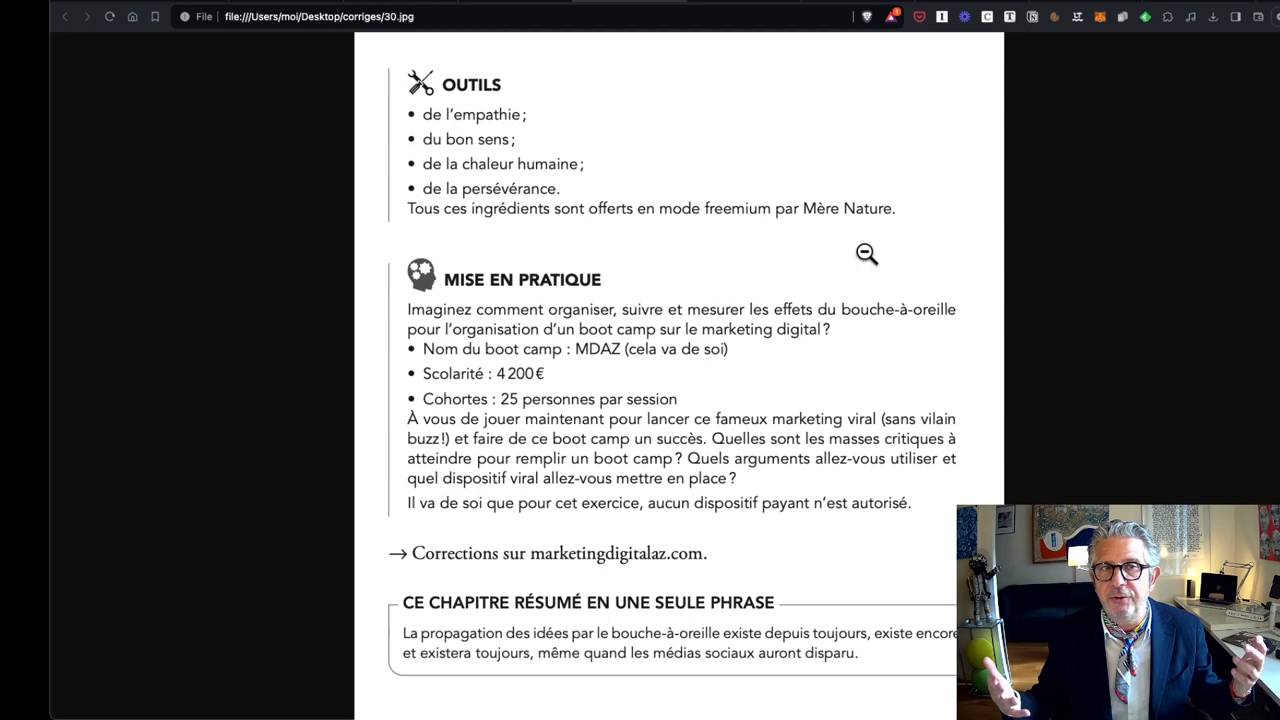 File
file:///Users/moi/Desktop/corriges/30.jpg
OUTILS
• de l’empathie ;
• du bon sens ;
• de la chaleur humaine ;
• de la persévérance.
Tous ces ingrédients sont offerts en mode freemium par Mère Nature.
MISE EN PRATIQUE
Imaginez comment organiser, suivre et mesurer les effets du bouche-à-oreille
pour l’organisation d’un boot camp sur le marketing digital ?
• Nom du boot camp : MDAZ (cela va de soi)
• Scolarité : 4 200 €
• Cohortes : 25 personnes par session
À vous de jouer maintenant pour lancer ce fameux marketing viral (sans vilain
buzz !) et faire de ce boot camp un succès. Quelles sont les masses critiques à
atteindre pour remplir un boot camp ? Quels arguments allez-vous utiliser et
quel dispositif viral allez-vous mettre en place ?
Il va de soi que pour cet exercice, aucun dispositif payant n’est autorisé.
→ Corrections sur marketingdigitalaz.com.
CE CHAPITRE RÉSUMÉ EN UNE SEULE PHRASE
La propagation des idées par le bouche-à-oreille existe depuis toujours, existe encore
et existera toujours, même quand les médias sociaux auront disparu.